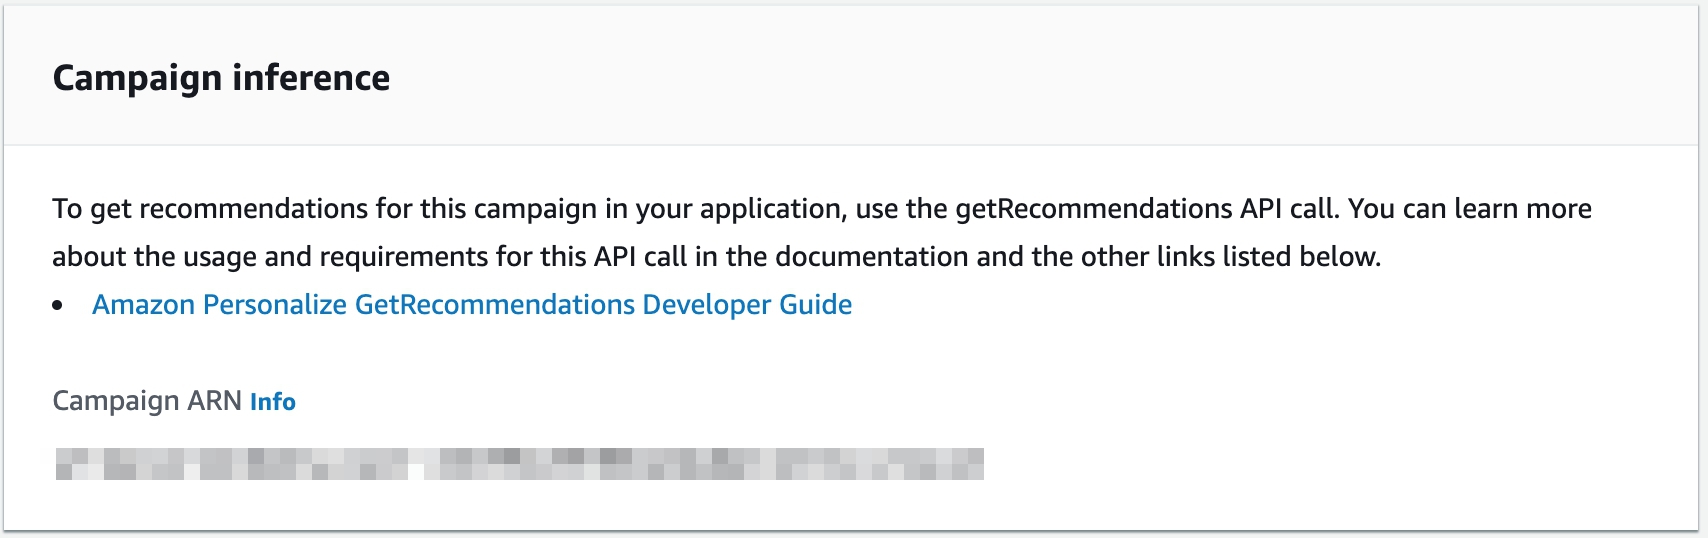 Campaign inference
To get recommendations for this campaign in your application, use the getRecommendations API call. You can learn more
about the usage and requirements for this API call in the documentation and the other links listed below.
• Amazon Personalize GetRecommendations Developer Guide
Campaign ARN Info